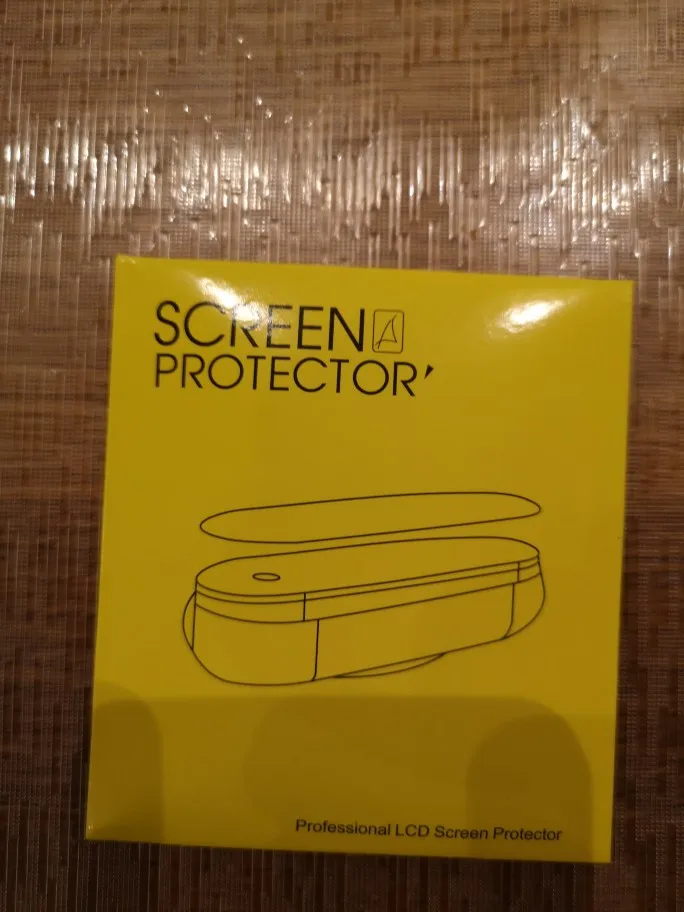 SCREEN A
PROTECTOR’
Professional LCD Screen Protector